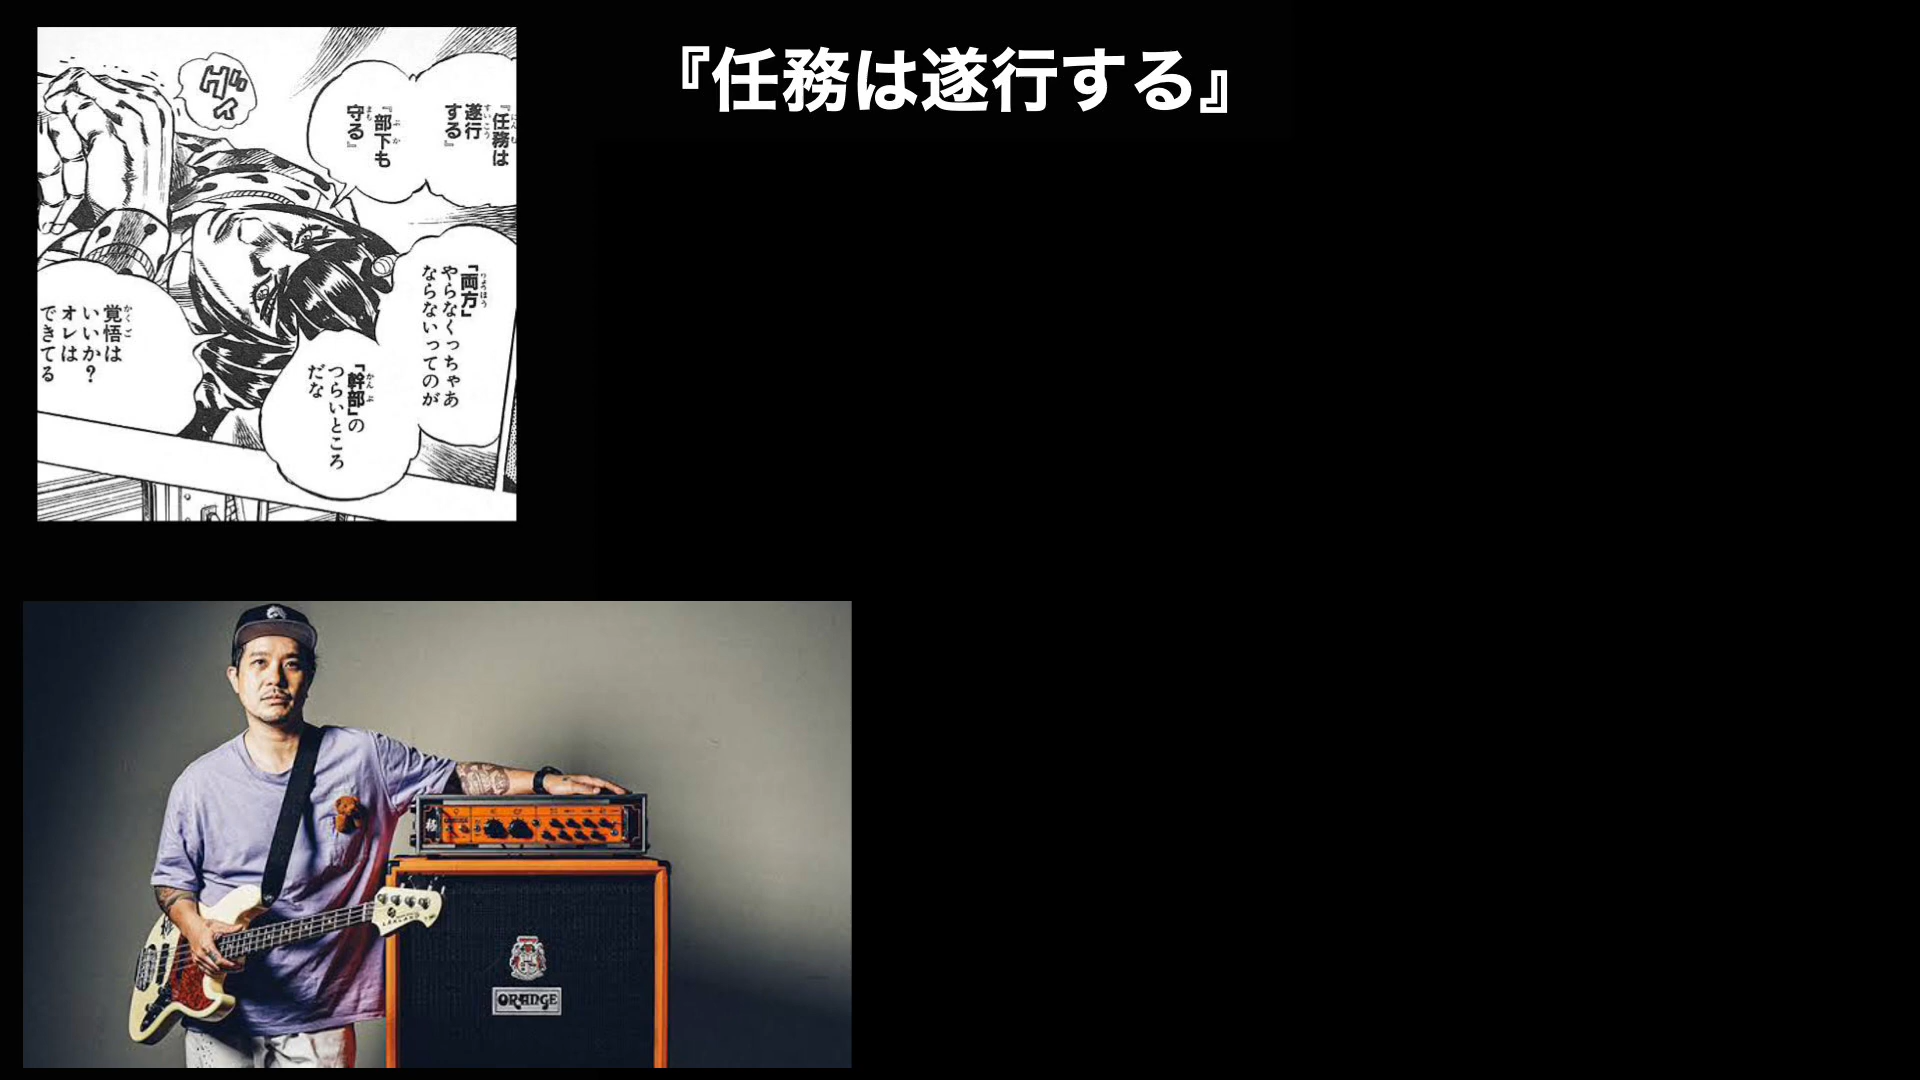 『任務は遂行する』
『任務は
遂行
する』
『部下も
守る』
『両方』
やらなくっちゃあ
ならないってのが
「幹部」の
つらいところ
だな
覚悟は
いいか?
オレは
できてる
ORANGE